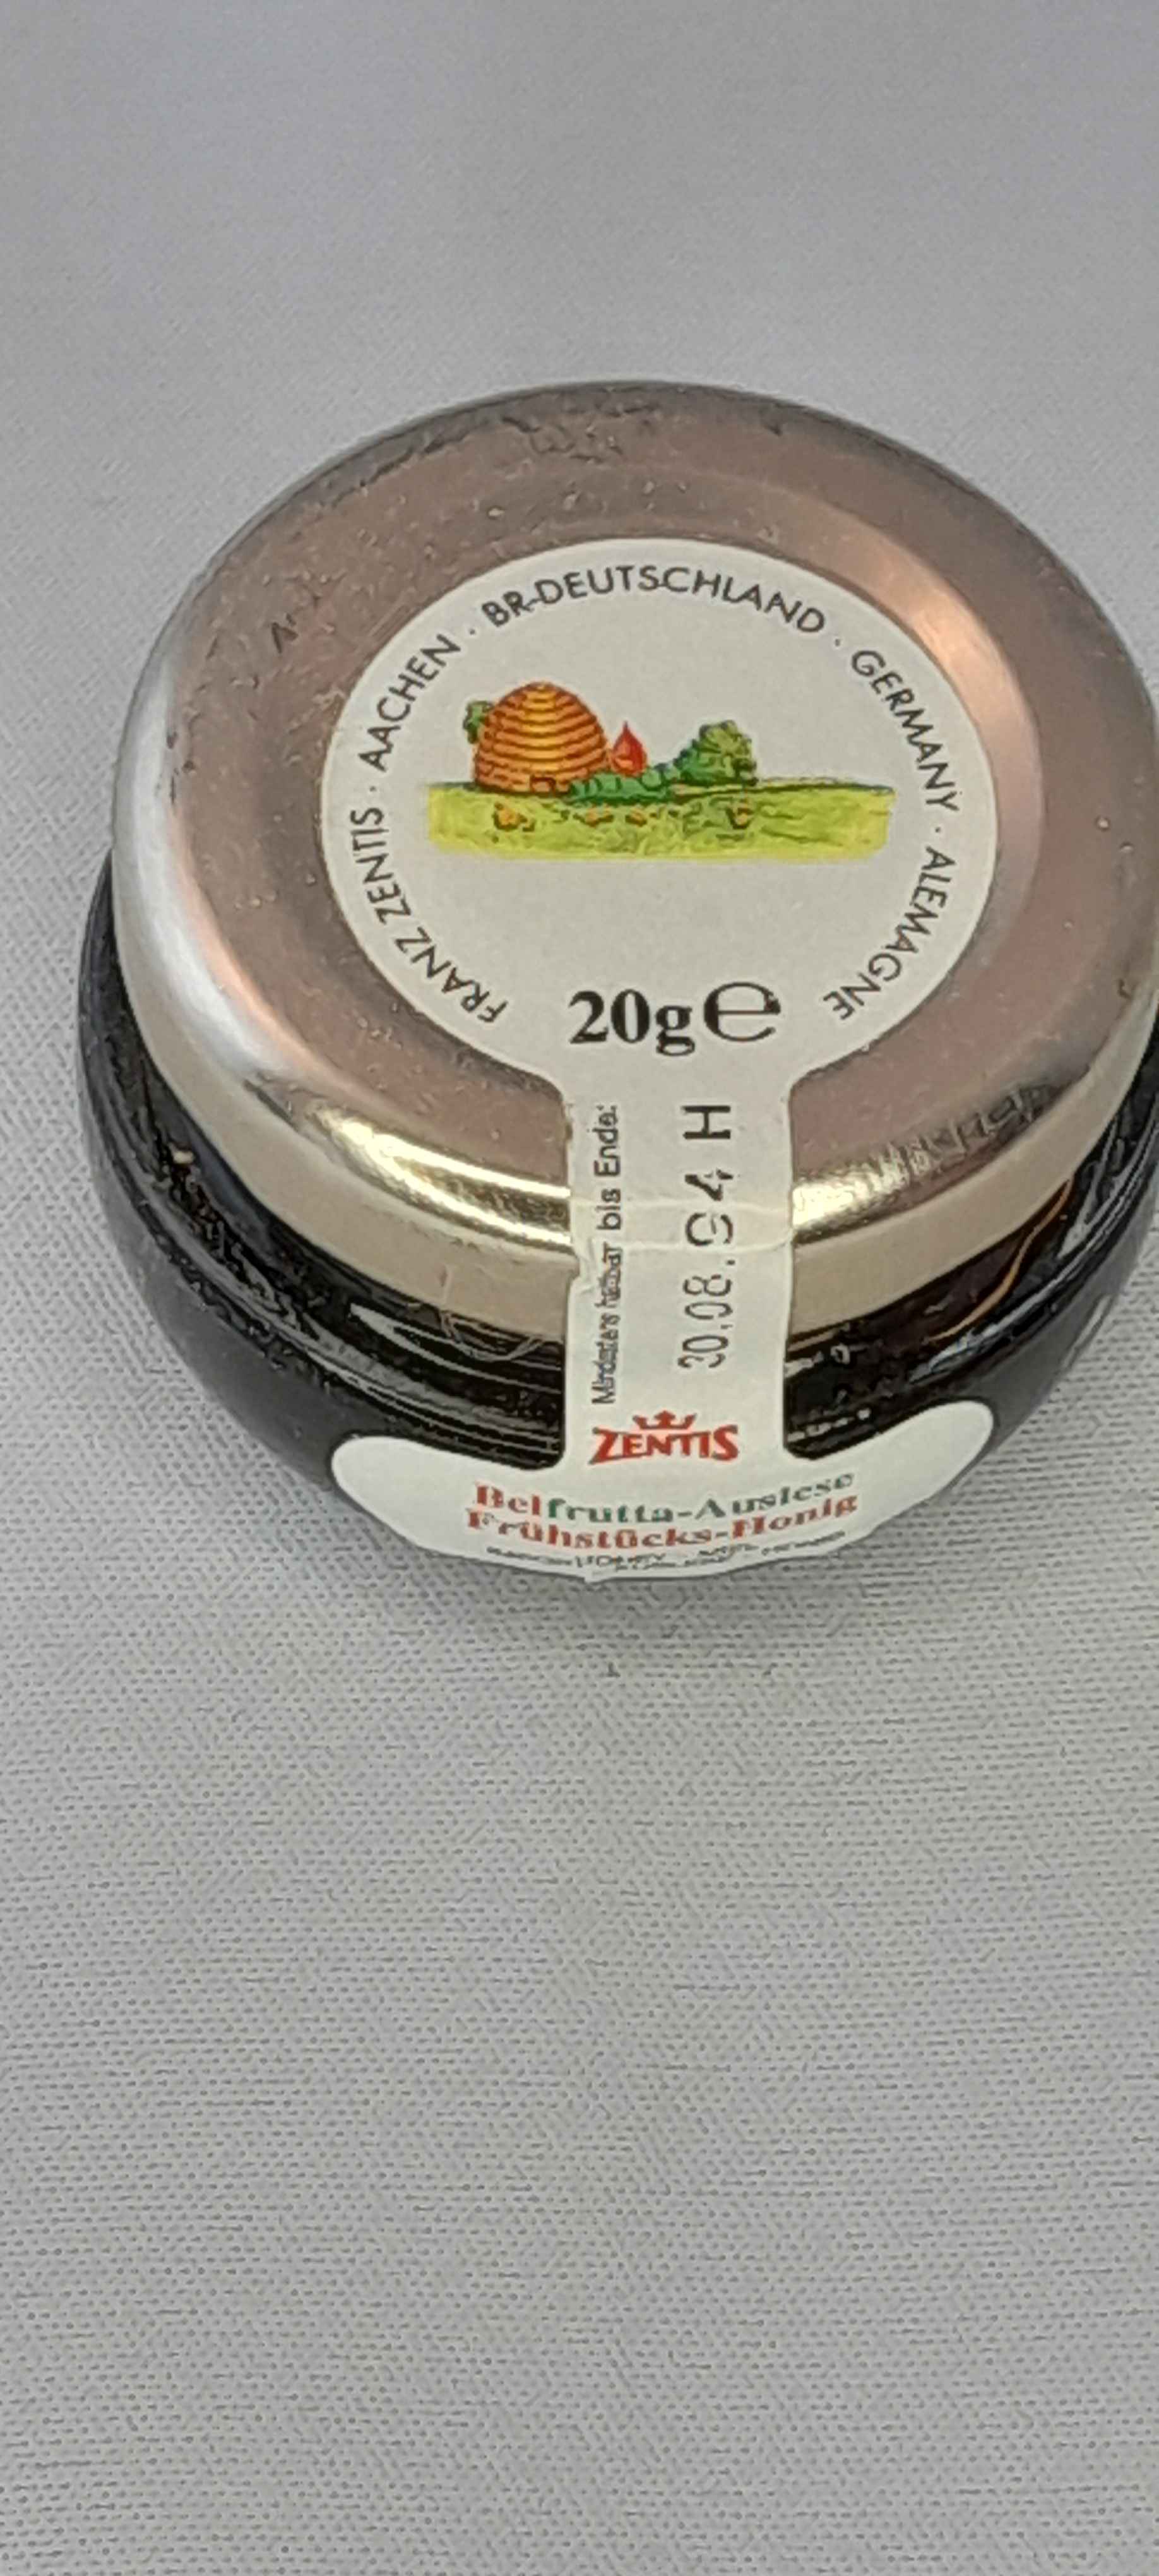 FRANZ ZENTIS · AACHEN · BR-DEUTSCHLAND · GERMANY · ALEMAGNE
20g e
Mindestens haltbar bis Ende:
30.08.94 H
ZENTIS
Belfrutta-Auslese
Frühstücks-Honig
HONEY